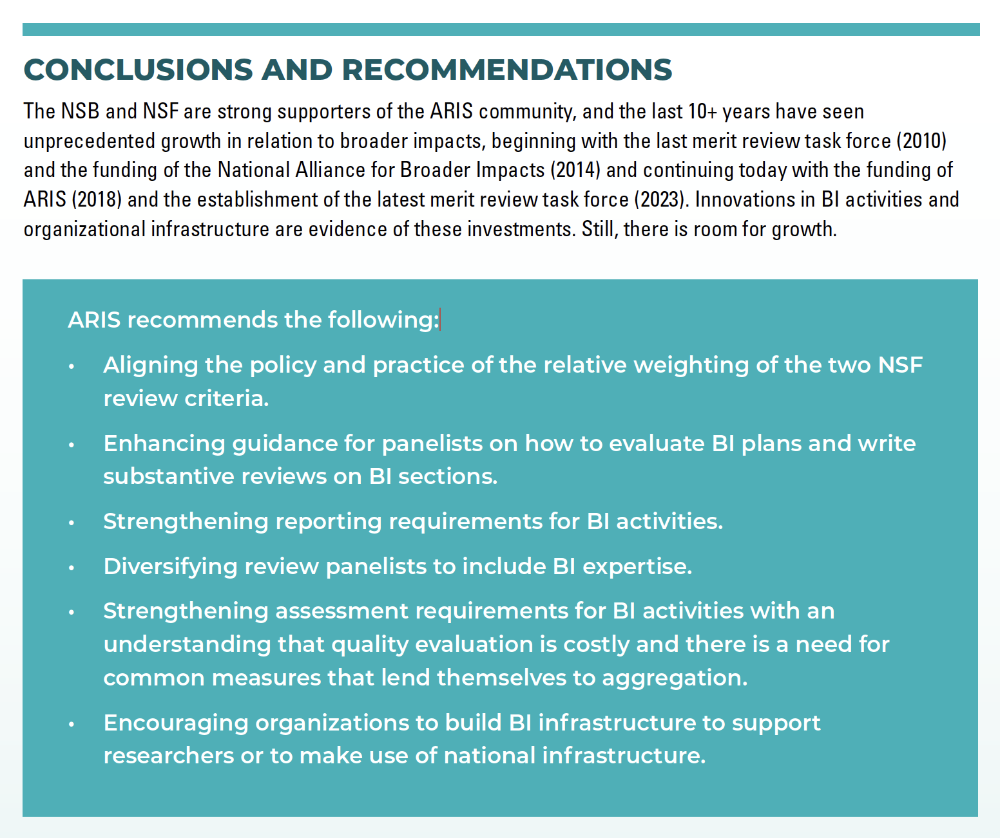 CONCLUSIONS AND RECOMMENDATIONS
The NSB and NSF are strong supporters of the ARIS community, and the last 10+ years have seen
unprecedented growth in relation to broader impacts, beginning with the last merit review task force (2010)
and the funding of the National Alliance for Broader Impacts (2014) and continuing today with the funding of
ARIS (2018) and the establishment of the latest merit review task force (2023). Innovations in BI activities and
organizational infrastructure are evidence of these investments. Still, there is room for growth.
ARIS recommends the following:
• Aligning the policy and practice of the relative weighting of the two NSF
review criteria.
• Enhancing guidance for panelists on how to evaluate BI plans and write
substantive reviews on BI sections.
• Strengthening reporting requirements for BI activities.
• Diversifying review panelists to include BI expertise.
• Strengthening assessment requirements for BI activities with an
understanding that quality evaluation is costly and there is a need for
common measures that lend themselves to aggregation.
• Encouraging organizations to build BI infrastructure to support
researchers or to make use of national infrastructure.